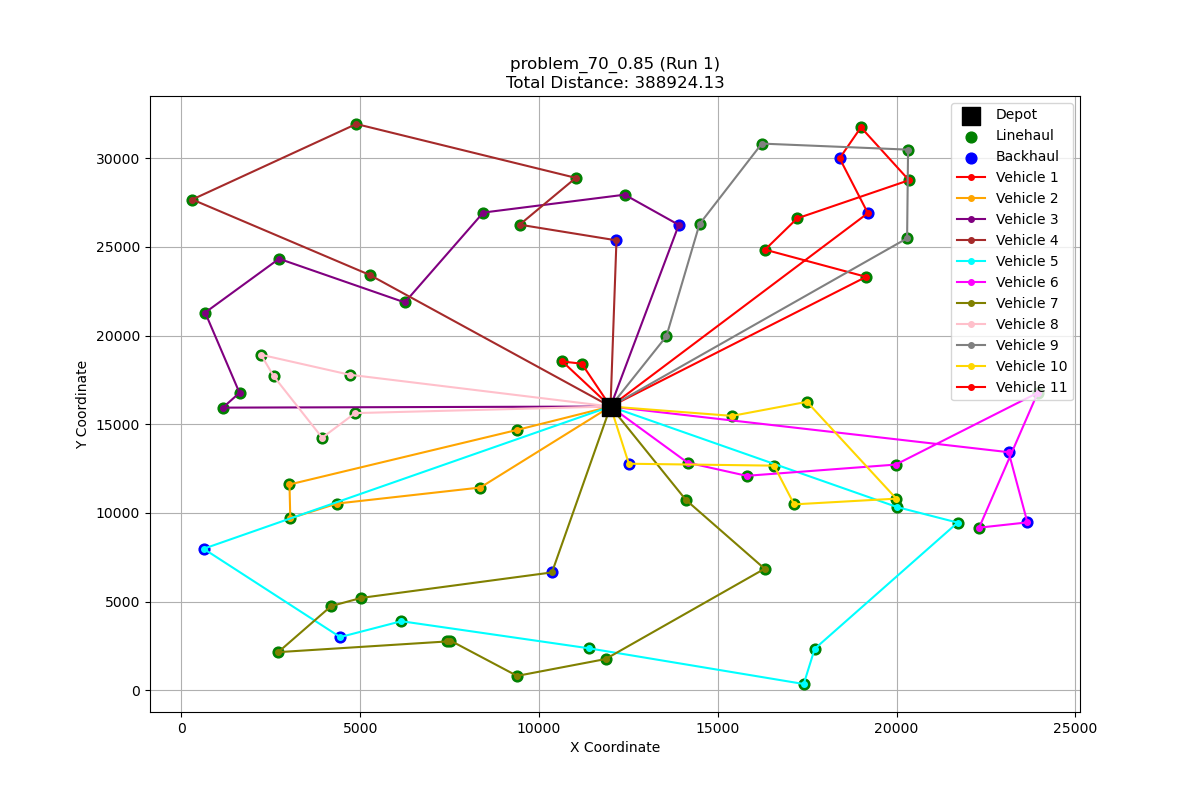 problem_70_0.85 (Run 1)
Total Distance: 388924.13
Depot
Linehaul
Backhaul
Vehicle 1
Vehicle 2
Vehicle 3
Vehicle 4
Vehicle 5
Vehicle 6
Vehicle 7
Vehicle 8
Vehicle 9
Vehicle 10
Vehicle 11
30000
25000
20000
15000
10000
5000
0
Y Coordinate
0
5000
10000
15000
20000
25000
X Coordinate